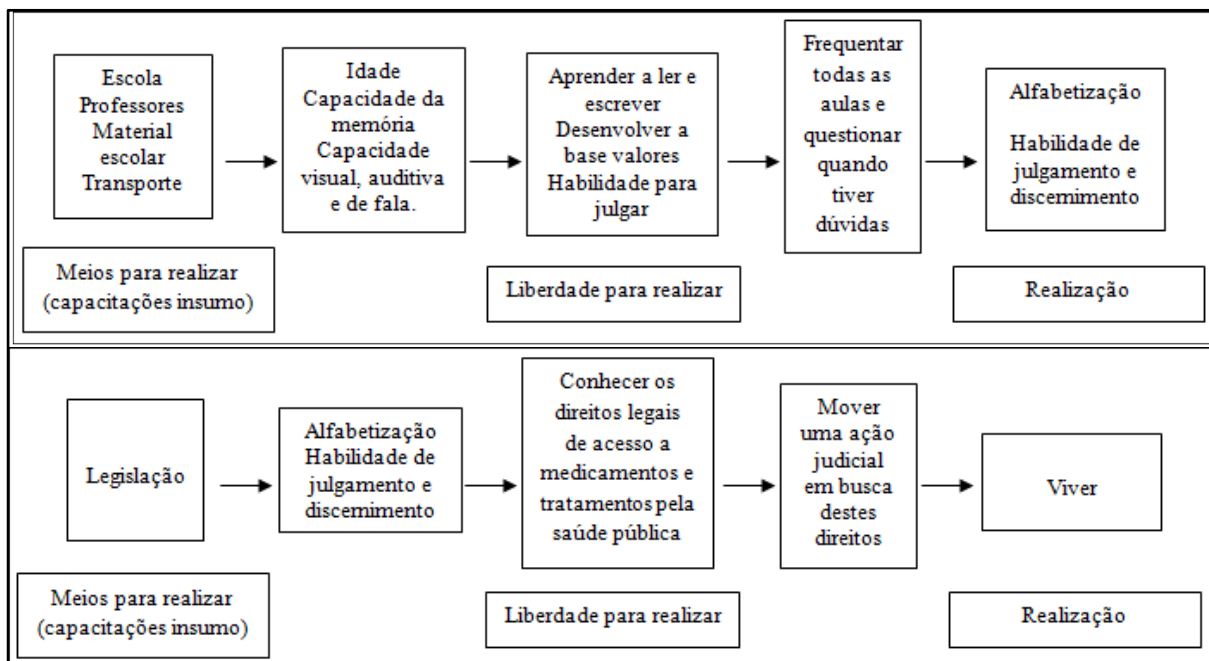 Escola
Professores
Material
escolar
Transporte
Idade
Capacidade da
memória
Capacidade
visual, auditiva
e de fala.
Aprender a ler e
escrever
Desenvolver a
base valores
Habilidade para
julgar
Frequentar
todas as
aulas e
questionar
quando
tiver
dúvidas
Alfabetização
Habilidade de
julgamento e
discernimento
Meios para realizar
(capacitações insumo)
Liberdade para realizar
Realização
Legislação
Alfabetização
Habilidade de
julgamento e
discernimento
Conhecer os
direitos legais
de acesso a
medicamentos e
tratamentos pela
saúde pública
Mover
uma ação
judicial
em busca
destes
direitos
Viver
Meios para realizar
(capacitações insumo)
Liberdade para realizar
Realização